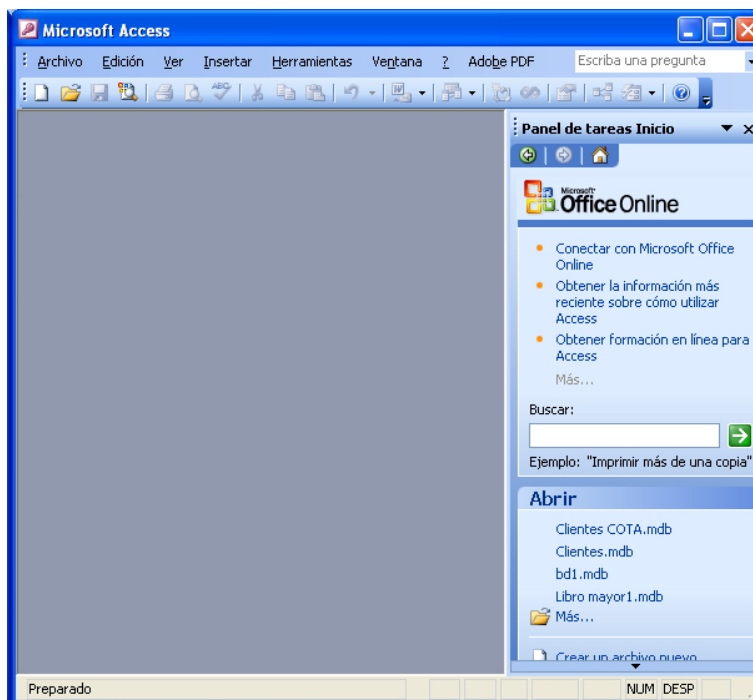 Microsoft Access
Archivo Edición Ver Insertar Herramientas Ventana ? Adobe PDF Escriba una pregunta
Panel de tareas Inicio
Microsoft
Office Online
Conectar con Microsoft Office
Online
Obtener la información más
reciente sobre cómo utilizar
Access
Obtener formación en línea para
Access
Más...
Buscar:
Ejemplo: "Imprimir más de una copia"
Abrir
Clientes COTA.mdb
Clientes.mdb
bd1.mdb
Libro mayor1.mdb
Más...
Crear un archivo nuevo
Preparado NUM DESP